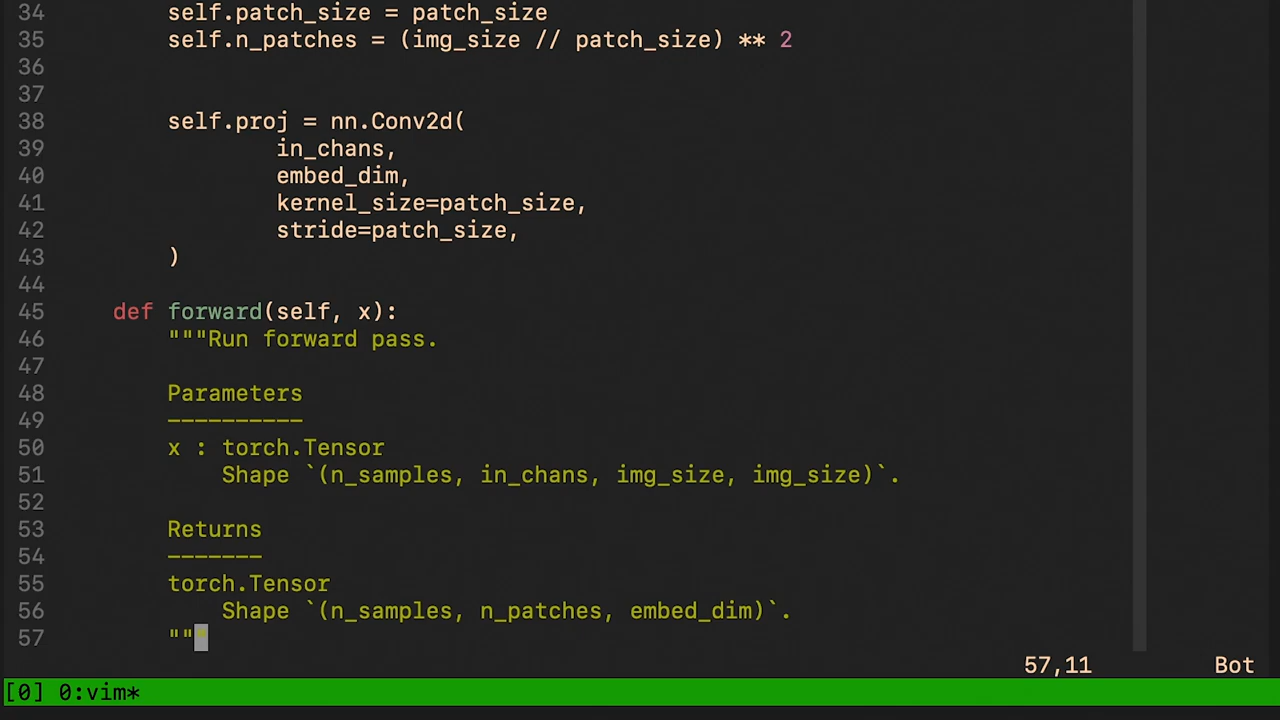 34 self.patch_size = patch_size
35 self.n_patches = (img_size // patch_size) ** 2
36
37
38 self.proj = nn.Conv2d(
39 in_chans,
40 embed_dim,
41 kernel_size=patch_size,
42 stride=patch_size,
43 )
44
45 def forward(self, x):
46 """Run forward pass.
47
48 Parameters
49 ----------
50 x : torch.Tensor
51 Shape `(n_samples, in_chans, img_size, img_size)`.
52
53 Returns
54 -------
55 torch.Tensor
56 Shape `(n_samples, n_patches, embed_dim)`.
57 """
57,11 Bot
[0] 0:vim*